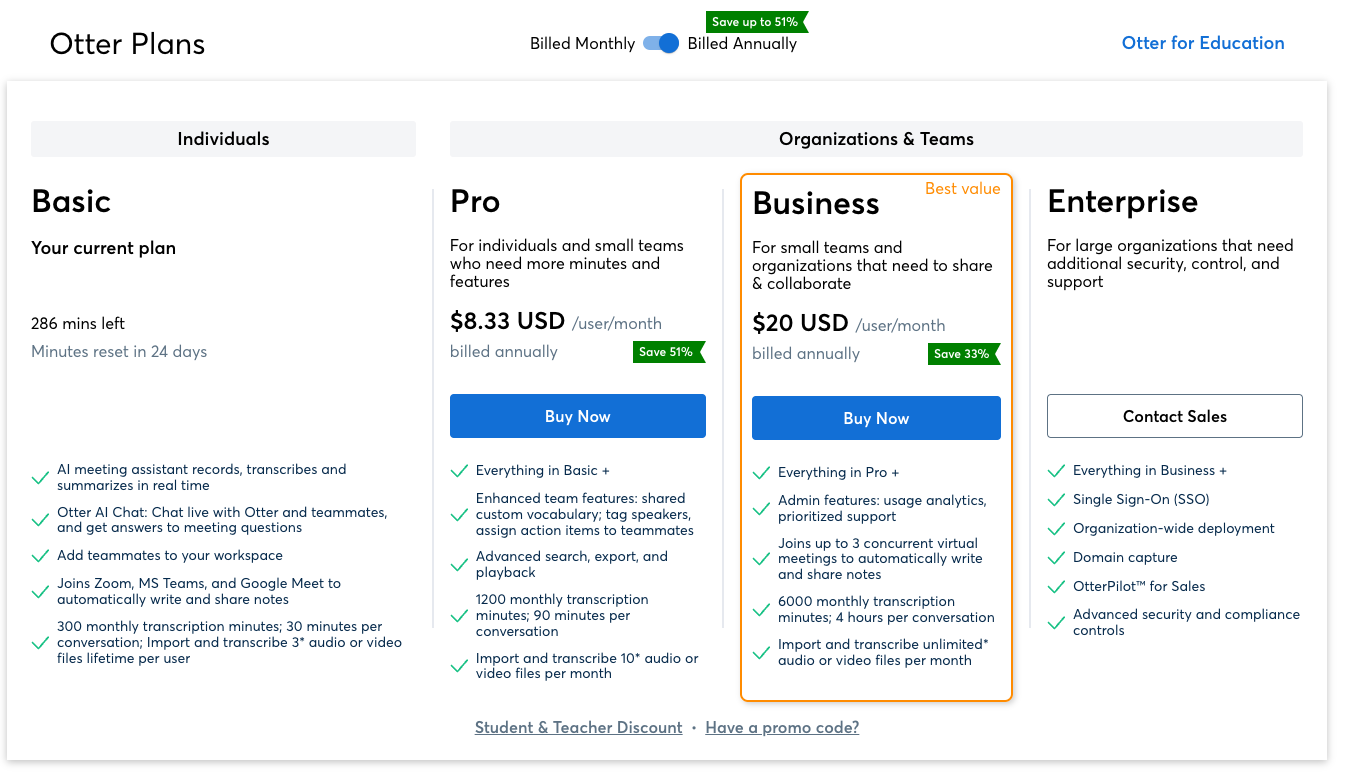 Otter Plans
Save up to 51%
Billed Monthly
Billed Annually
Otter for Education
Individuals
Organizations & Teams
Basic
Your current plan
286 mins left
Minutes reset in 24 days
AI meeting assistant records, transcribes and
summarizes in real time
Otter AI Chat: Chat live with Otter and teammates,
and get answers to meeting questions
Add teammates to your workspace
Joins Zoom, MS Teams, and Google Meet to
automatically write and share notes
300 monthly transcription minutes; 30 minutes per
conversation; Import and transcribe 3* audio or video
files lifetime per user
Pro
For individuals and small teams
who need more minutes and
features
$8.33 USD /user/month
billed annually
Save 51%
Buy Now
Everything in Basic +
Enhanced team features: shared
custom vocabulary; tag speakers,
assign action items to teammates
Advanced search, export, and
playback
1200 monthly transcription
minutes; 90 minutes per
conversation
Import and transcribe 10* audio or
video files per month
Best value
Business
For small teams and
organizations that need to share
& collaborate
$20 USD /user/month
billed annually
Save 33%
Buy Now
Everything in Pro +
Admin features: usage analytics,
prioritized support
Joins up to 3 concurrent virtual
meetings to automatically write
and share notes
6000 monthly transcription
minutes; 4 hours per conversation
Import and transcribe unlimited*
audio or video files per month
Enterprise
For large organizations that need
additional security, control, and
support
Contact Sales
Everything in Business +
Single Sign-On (SSO)
Organization-wide deployment
Domain capture
OtterPilot™ for Sales
Advanced security and compliance
controls
Student & Teacher Discount • Have a promo code?